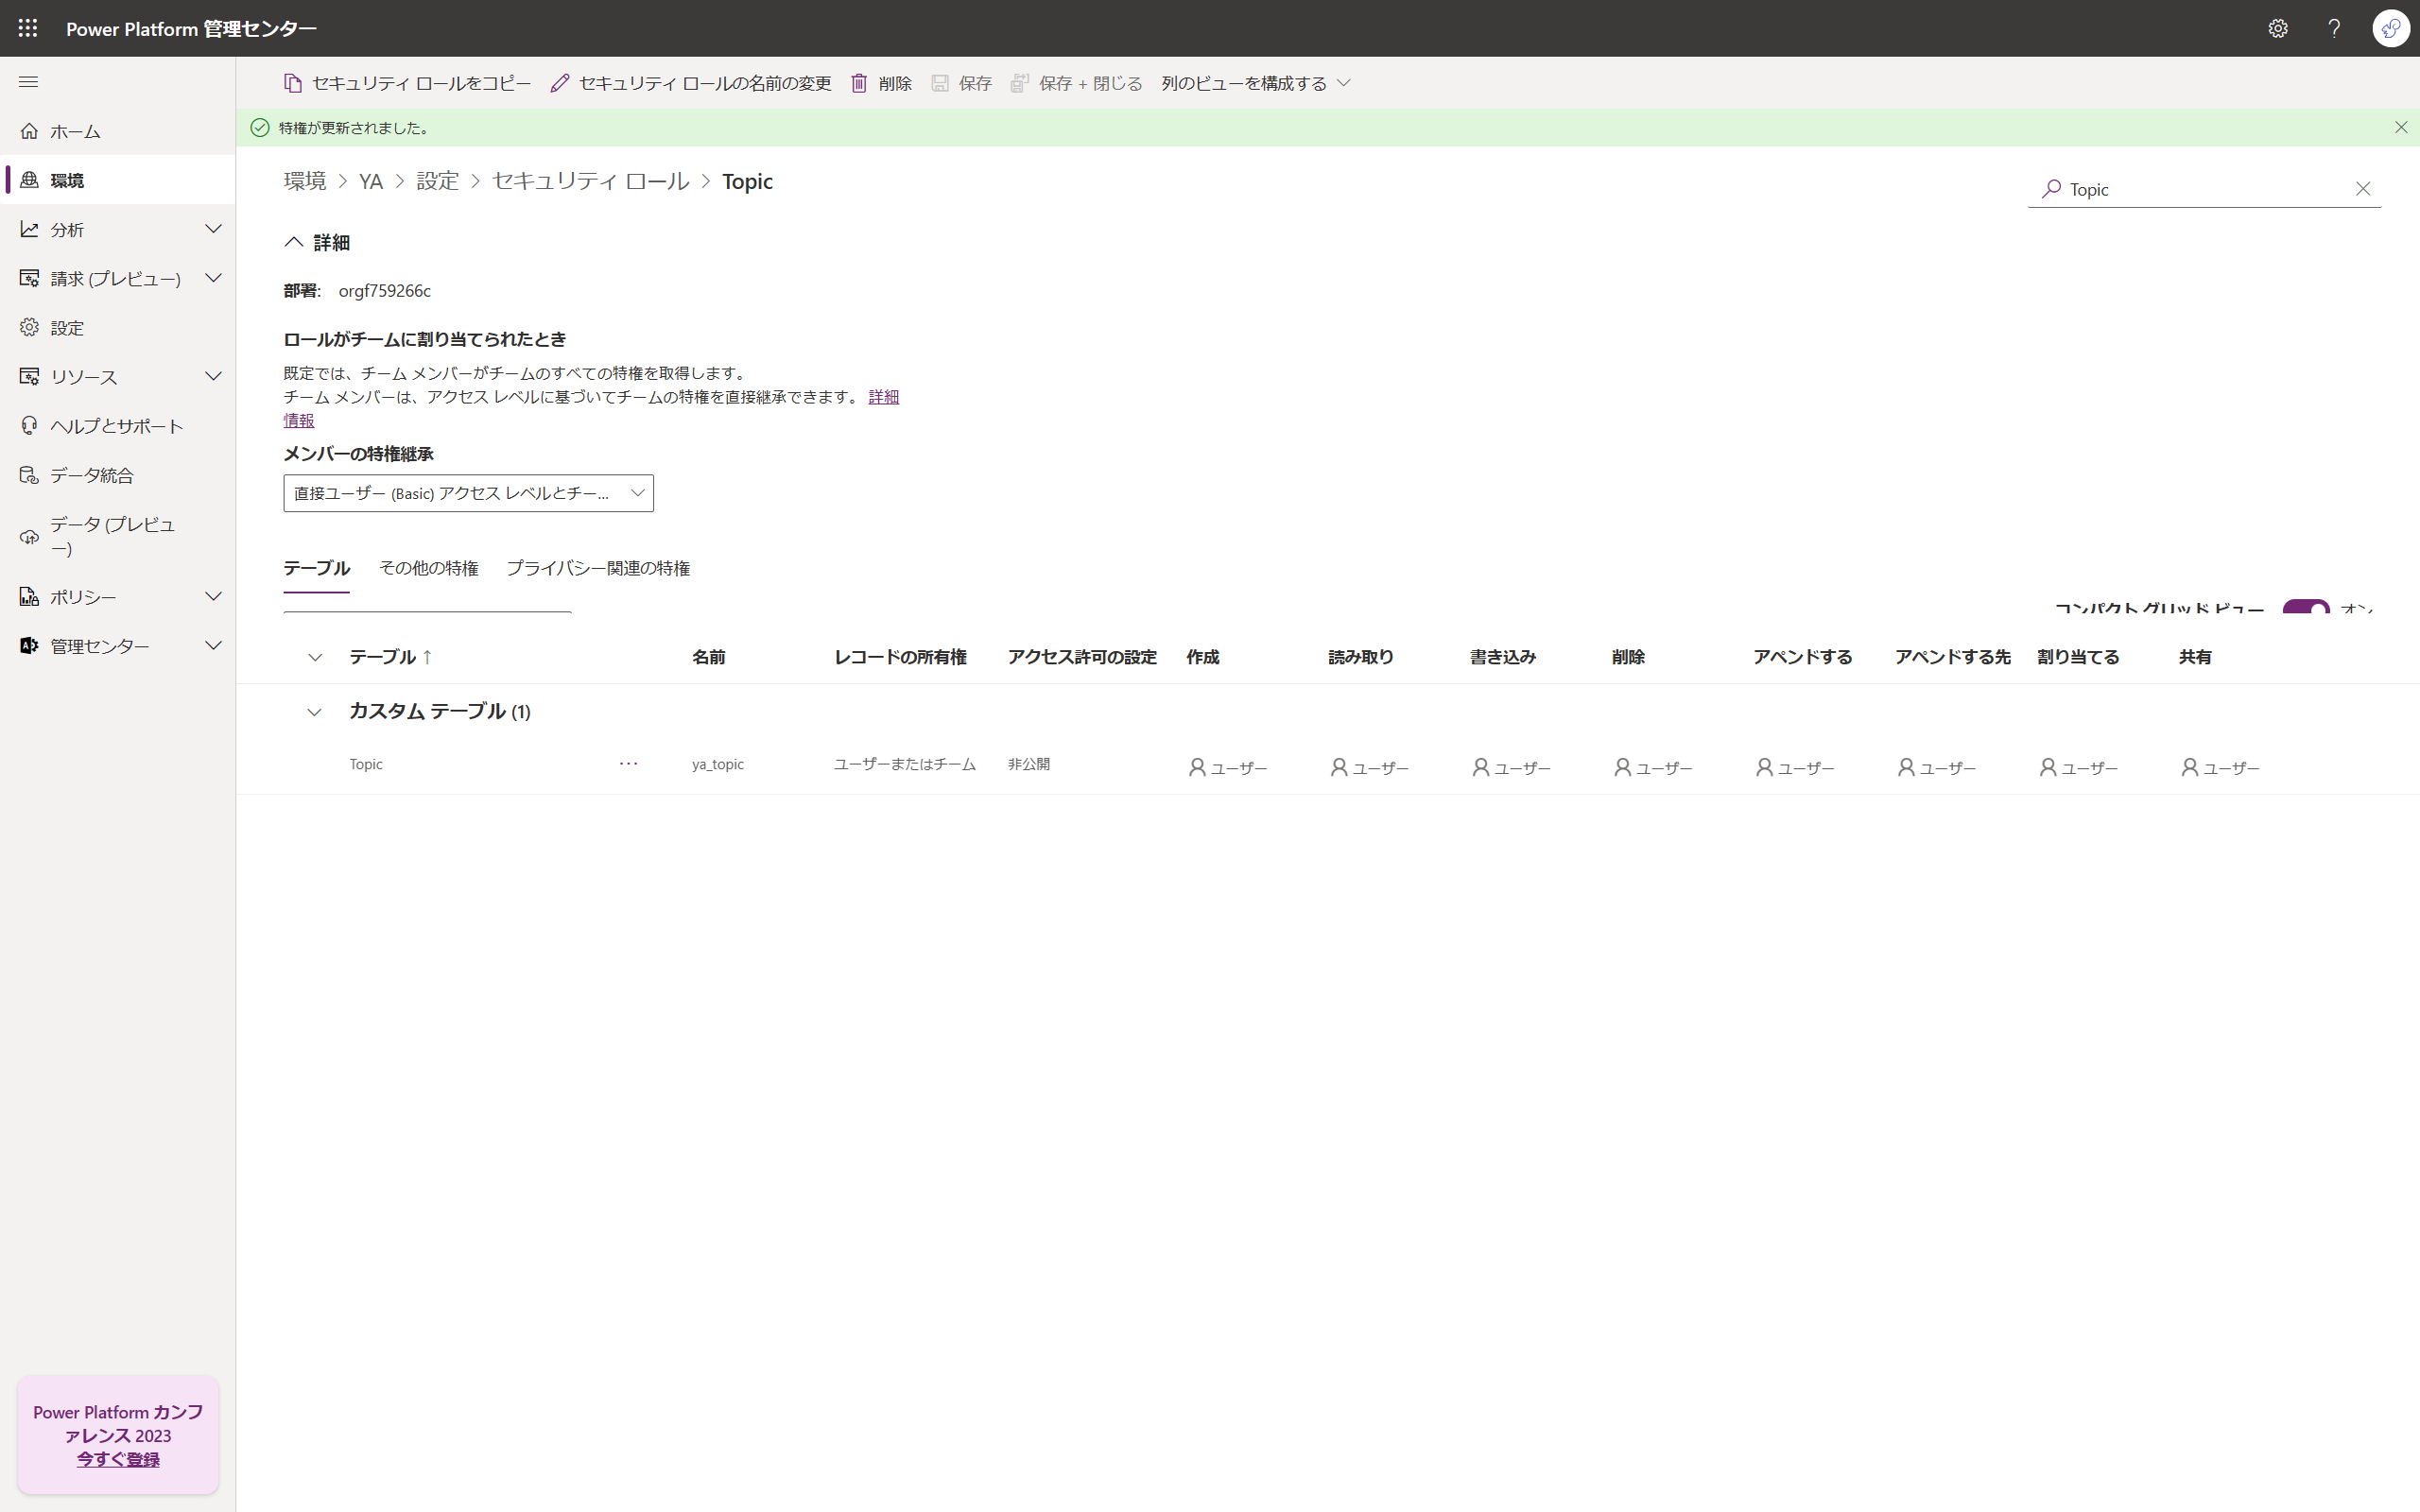 Power Platform 管理センター
セキュリティ ロールをコピー
セキュリティ ロールの名前の変更
削除
保存
保存 + 閉じる
列のビューを構成する
特権が更新されました。
ホーム
環境
分析
請求 (プレビュー)
設定
リソース
ヘルプとサポート
データ統合
データ (プレビュ
ー)
ポリシー
管理センター
Power Platform カンフ
ァレンス 2023
今すぐ登録
環境 > YA > 設定 > セキュリティ ロール > Topic
Topic
詳細
部署: orgf759266c
ロールがチームに割り当てられたとき
既定では、チーム メンバーがチームのすべての特権を取得します。
チーム メンバーは、アクセス レベルに基づいてチームの特権を直接継承できます。 詳細
情報
メンバーの特権継承
直接ユーザー (Basic) アクセス レベルとチー...
テーブル その他の特権 プライバシー関連の特権
コンパクト グリッド ビュー オン
テーブル ↑ 名前 レコードの所有権 アクセス許可の設定 作成 読み取り 書き込み 削除 アペンドする アペンドする先 割り当てる 共有
カスタム テーブル (1)
Topic ... ya_topic ユーザーまたはチーム 非公開 ユーザー ユーザー ユーザー ユーザー ユーザー ユーザー ユーザー ユーザー